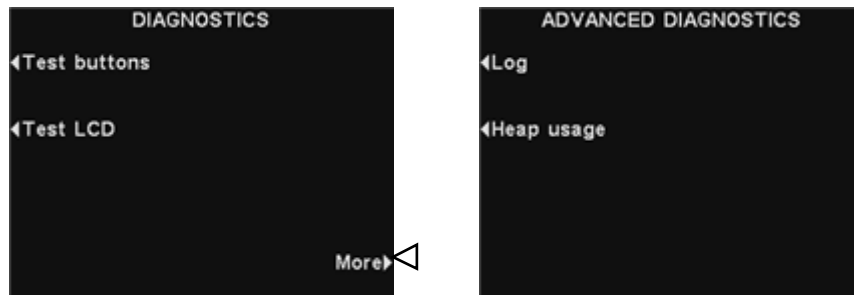 DIAGNOSTICS
Test buttons
Test LCD
More
ADVANCED DIAGNOSTICS
Log
Heap usage